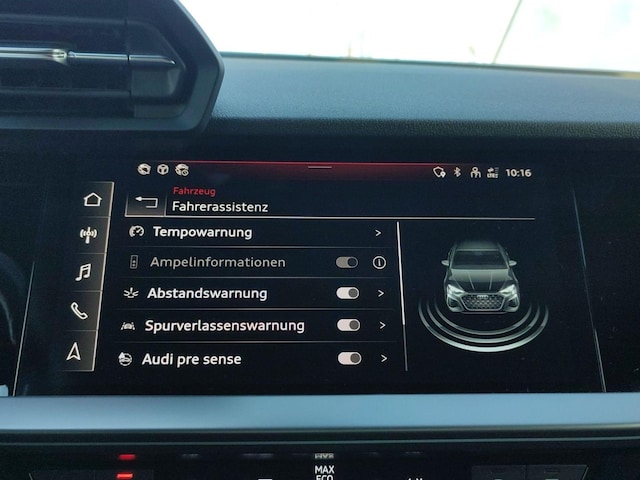 10:16
Fahrzeug
Fahrerassistenz
Tempowarnung
Ampelinformationen
Abstandswarnung
Spurverlassenswarnung
Audi pre sense
MAX
ECO